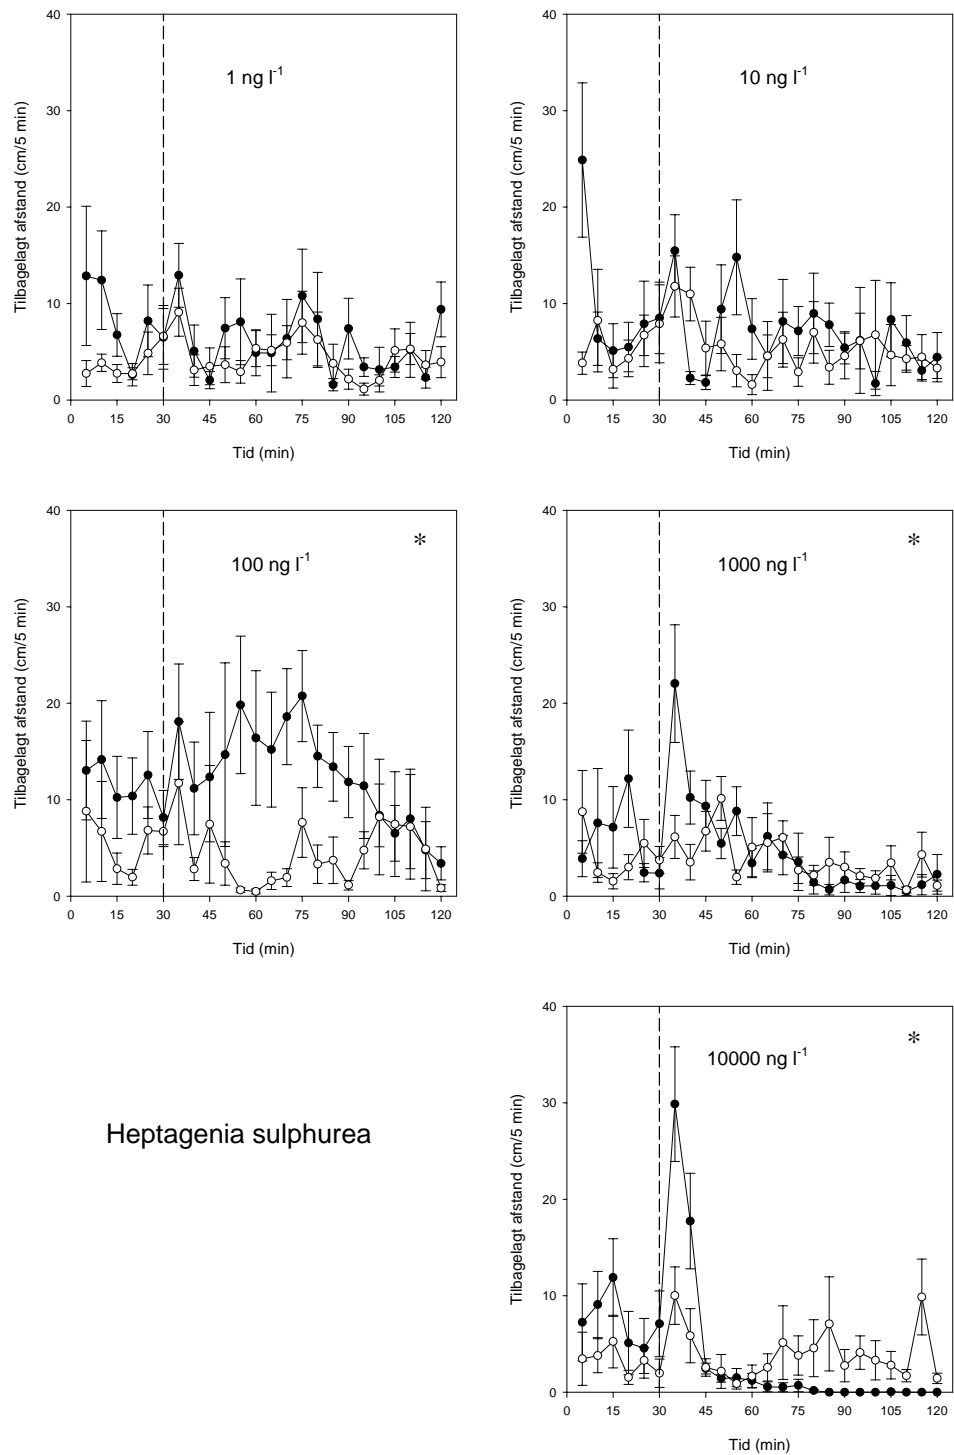 40
30
20
10
0
Tilbagelagt afstand (cm/5 min)
1 ng l-1
0 15 30 45 60 75 90 105 120
Tid (min)
40
30
20
10
0
Tilbagelagt afstand (cm/5 min)
10 ng l-1
0 15 30 45 60 75 90 105 120
Tid (min)
40
30
20
10
0
Tilbagelagt afstand (cm/5 min)
*
100 ng l-1
0 15 30 45 60 75 90 105 120
Tid (min)
40
30
20
10
0
Tilbagelagt afstand (cm/5 min)
*
1000 ng l-1
0 15 30 45 60 75 90 105 120
Tid (min)
Heptagenia sulphurea
40
30
20
10
0
Tilbagelagt afstand (cm/5 min)
*
10000 ng l-1
0 15 30 45 60 75 90 105 120
Tid (min)